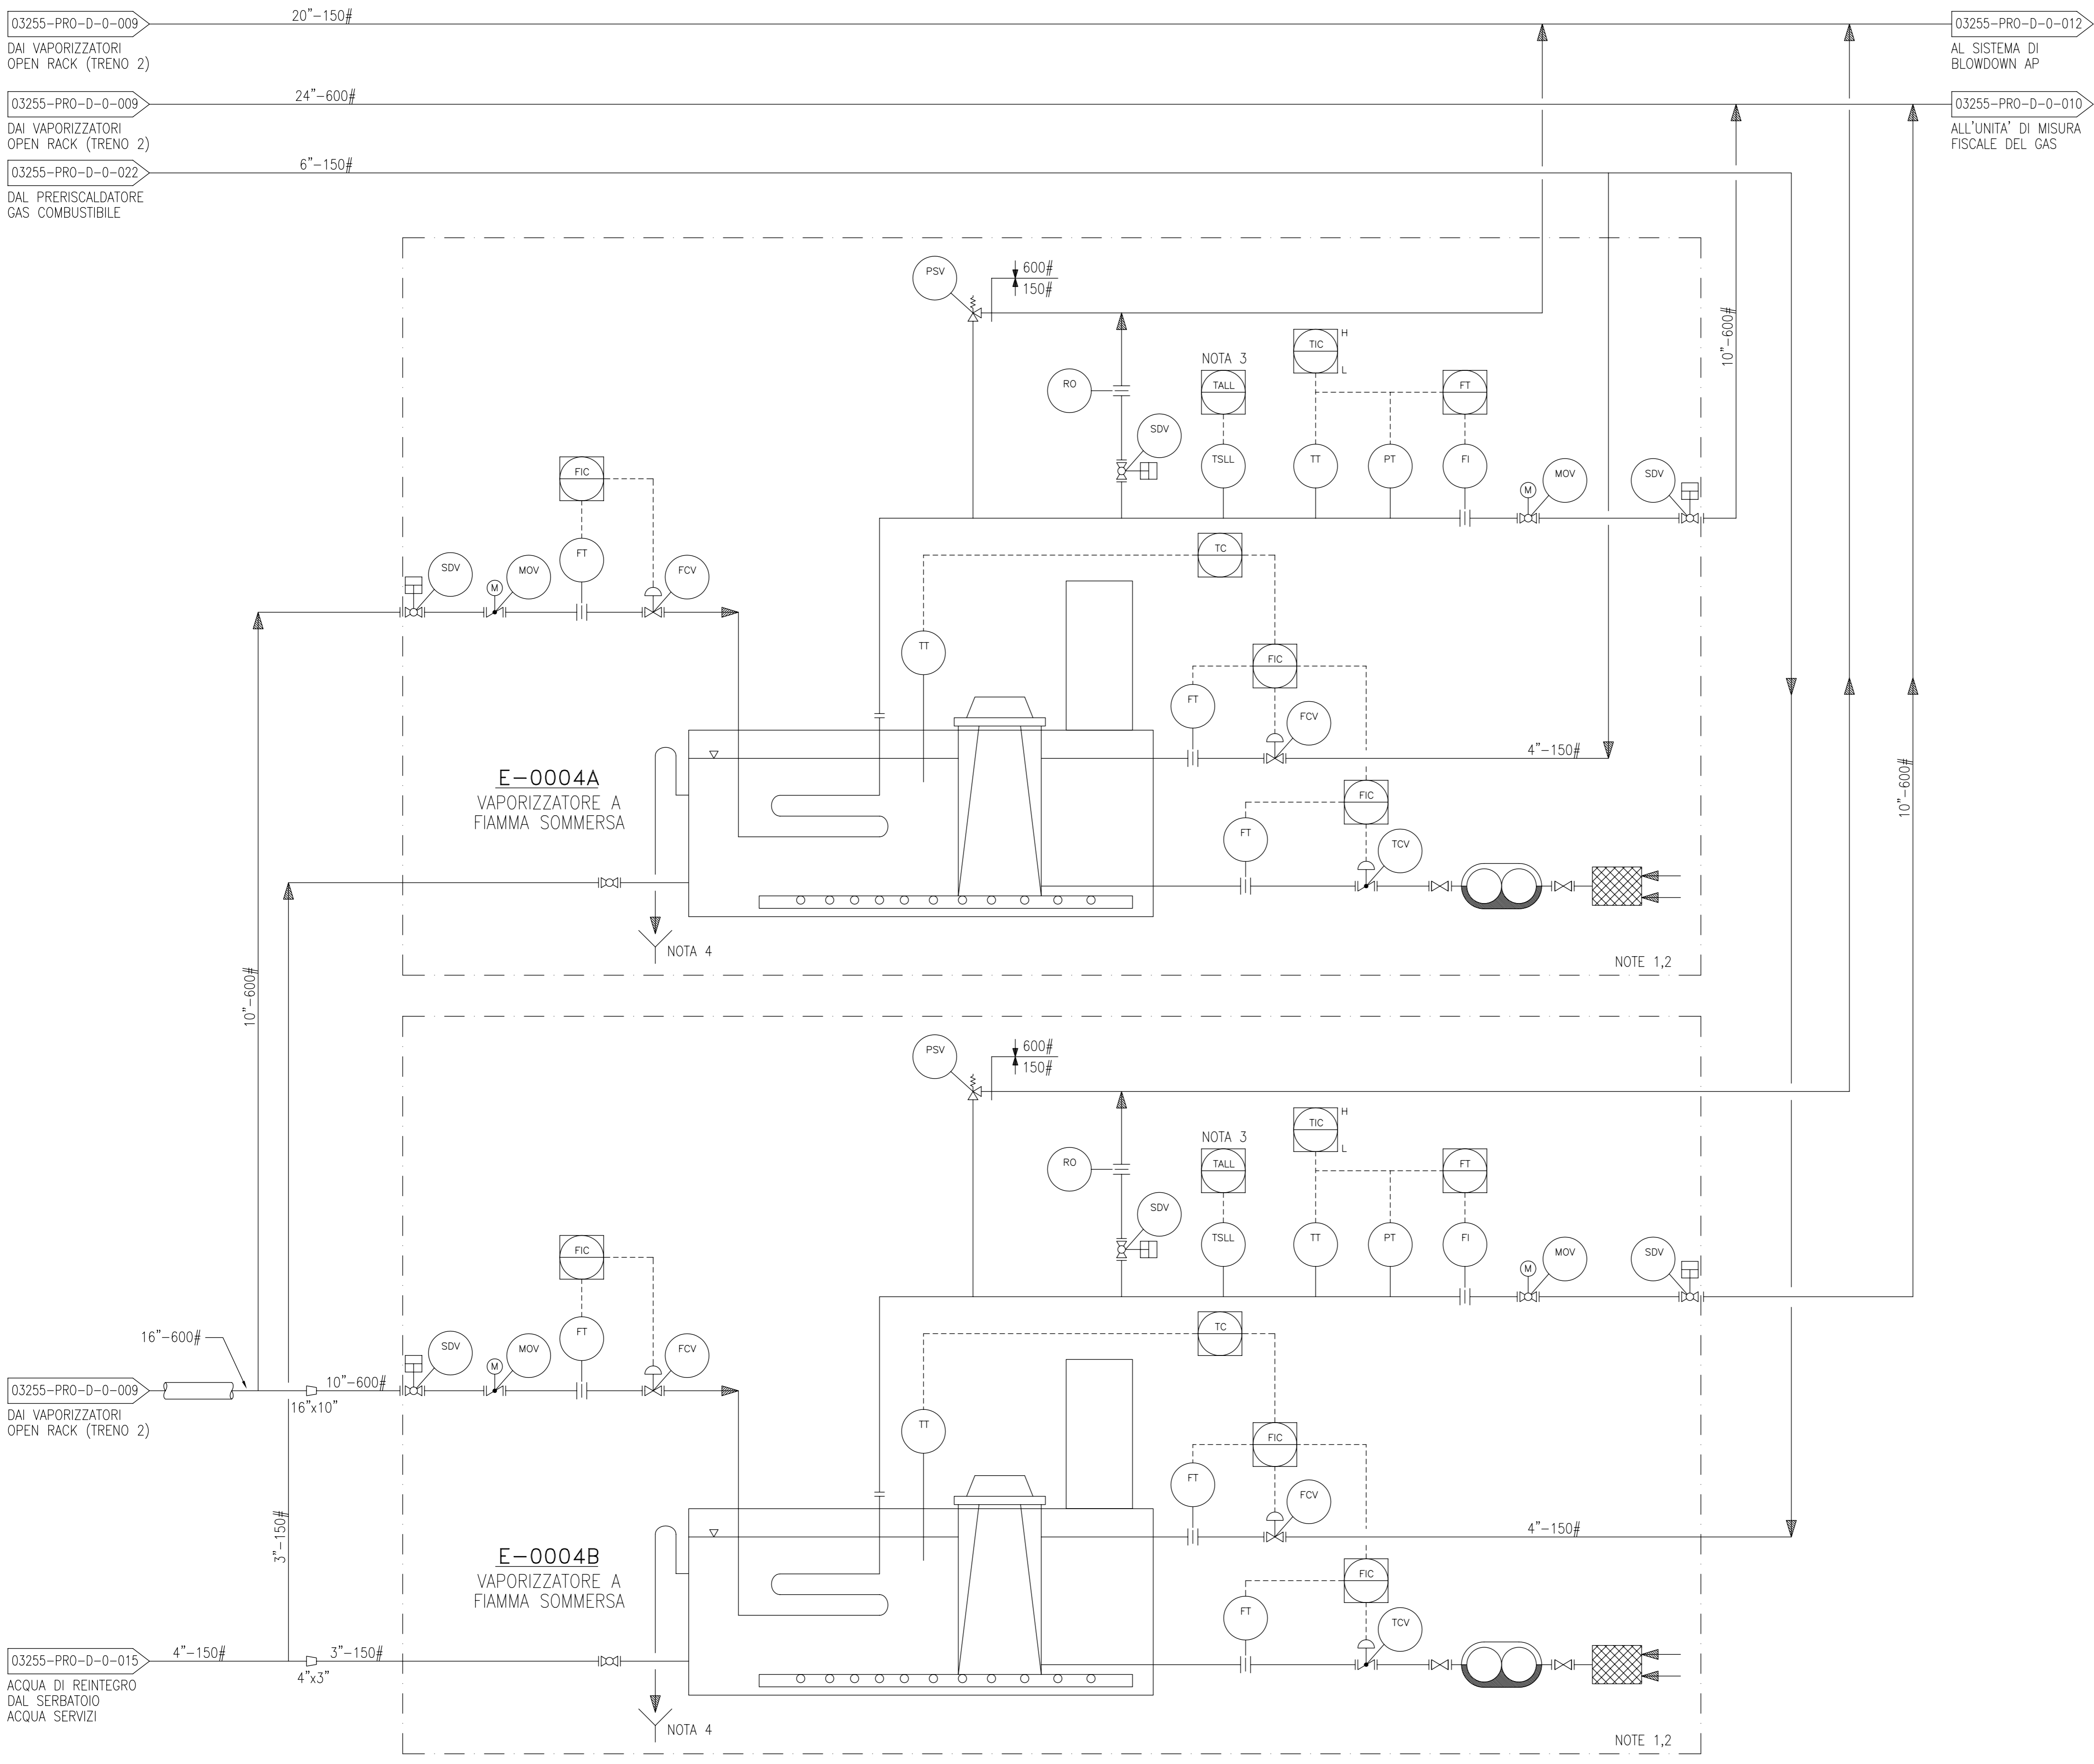 03255-PRO-D-0-009
20"-150#
03255-PRO-D-0-012
DAI VAPORIZZATORI
OPEN RACK (TRENO 2)
AL SISTEMA DI
BLOWDOWN AP
03255-PRO-D-0-009
24"-600#
03255-PRO-D-0-010
DAI VAPORIZZATORI
OPEN RACK (TRENO 2)
ALL'UNITA' DI MISURA
FISCALE DEL GAS
03255-PRO-D-0-022
6"-150#
DAL PRERISCALDATORE
GAS COMBUSTIBILE
PSV
600#
150#
10"-600#
TIC
H
L
NOTA 3
RO
TALL
FT
SDV
TSLL
TT
PT
FI
MOV
SDV
FIC
FT
SDV
MOV
FCV
TC
TT
FIC
FT
FCV
4"-150#
10"-600#
E-0004A
VAPORIZZATORE A
FIAMMA SOMMERSA
FIC
FT
TCV
NOTA 4
NOTE 1,2
10"-600#
PSV
600#
150#
TIC
H
L
NOTA 3
RO
TALL
FT
SDV
TSLL
TT
PT
FI
MOV
SDV
FIC
FT
SDV
MOV
FCV
TC
16"-600#
03255-PRO-D-0-009
10"-600#
16"x10"
DAI VAPORIZZATORI
OPEN RACK (TRENO 2)
TT
FIC
FT
FCV
4"-150#
3"-150#
E-0004B
VAPORIZZATORE A
FIAMMA SOMMERSA
FIC
FT
TCV
03255-PRO-D-0-015
4"-150#
3"-150#
4"x3"
ACQUA DI REINTEGRO
DAL SERBATOIO
ACQUA SERVIZI
NOTA 4
NOTE 1,2
M
M
M
M